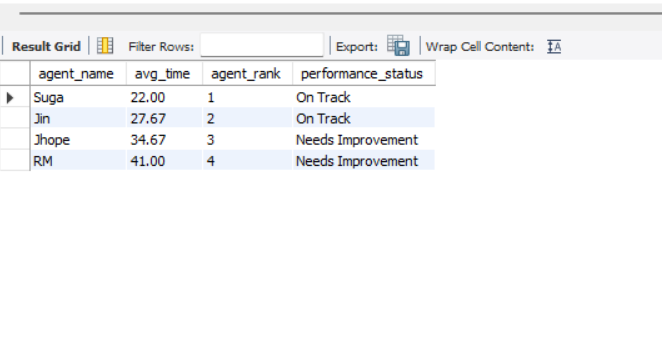 Result Grid Filter Rows: Export: Wrap Cell Content: IA
agent_name avg_time agent_rank performance_status
Suga 22.00 1 On Track
Jin 27.67 2 On Track
Jhope 34.67 3 Needs Improvement
RM 41.00 4 Needs Improvement